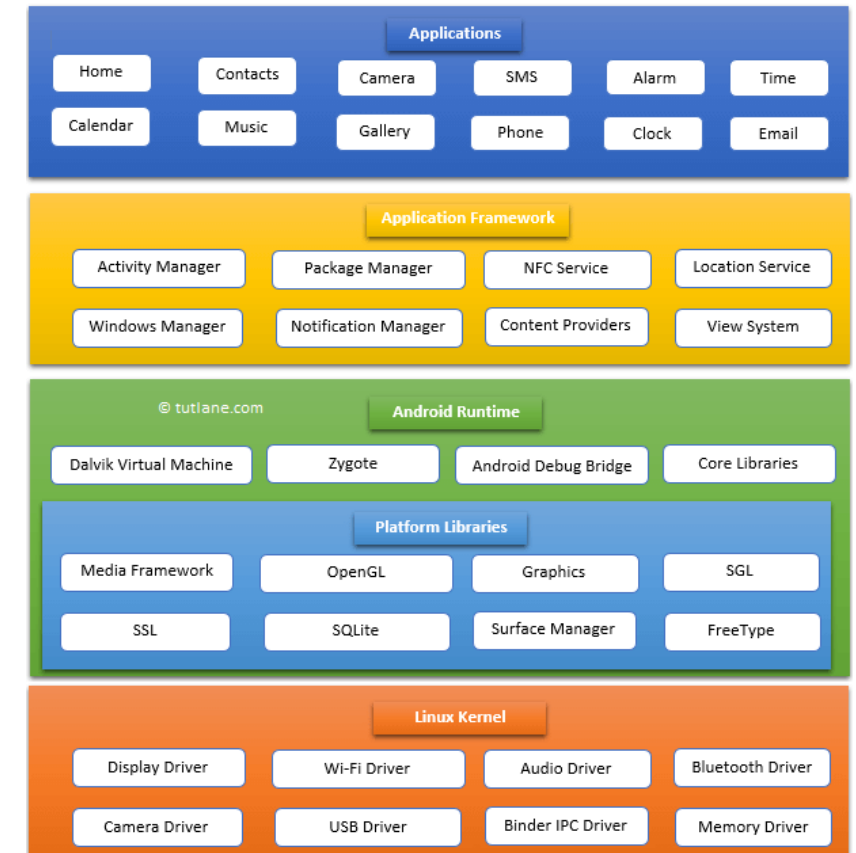 Applications
Home Contacts Camera SMS Alarm Time
Calendar Music Gallery Phone Clock Email
Application Framework
Activity Manager Package Manager NFC Service Location Service
Windows Manager Notification Manager Content Providers View System
© tutlane.com
Android Runtime
Dalvik Virtual Machine Zygote Android Debug Bridge Core Libraries
Platform Libraries
Media Framework OpenGL Graphics SGL
SSL SQLite Surface Manager FreeType
Linux Kernel
Display Driver Wi-Fi Driver Audio Driver Bluetooth Driver
Camera Driver USB Driver Binder IPC Driver Memory Driver